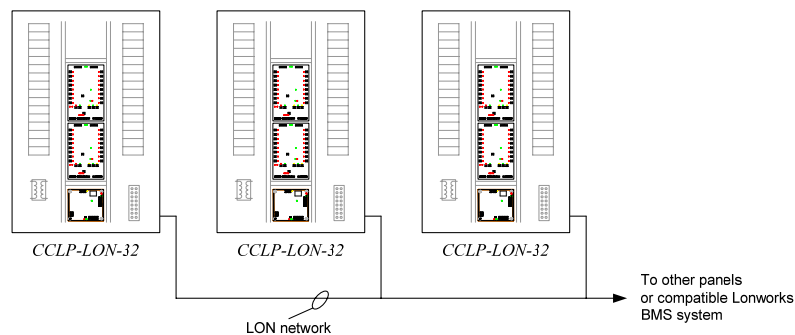 CCLP-LON-32
CCLP-LON-32
CCLP-LON-32
To other panels
or compatible Lonworks
BMS system
LON network